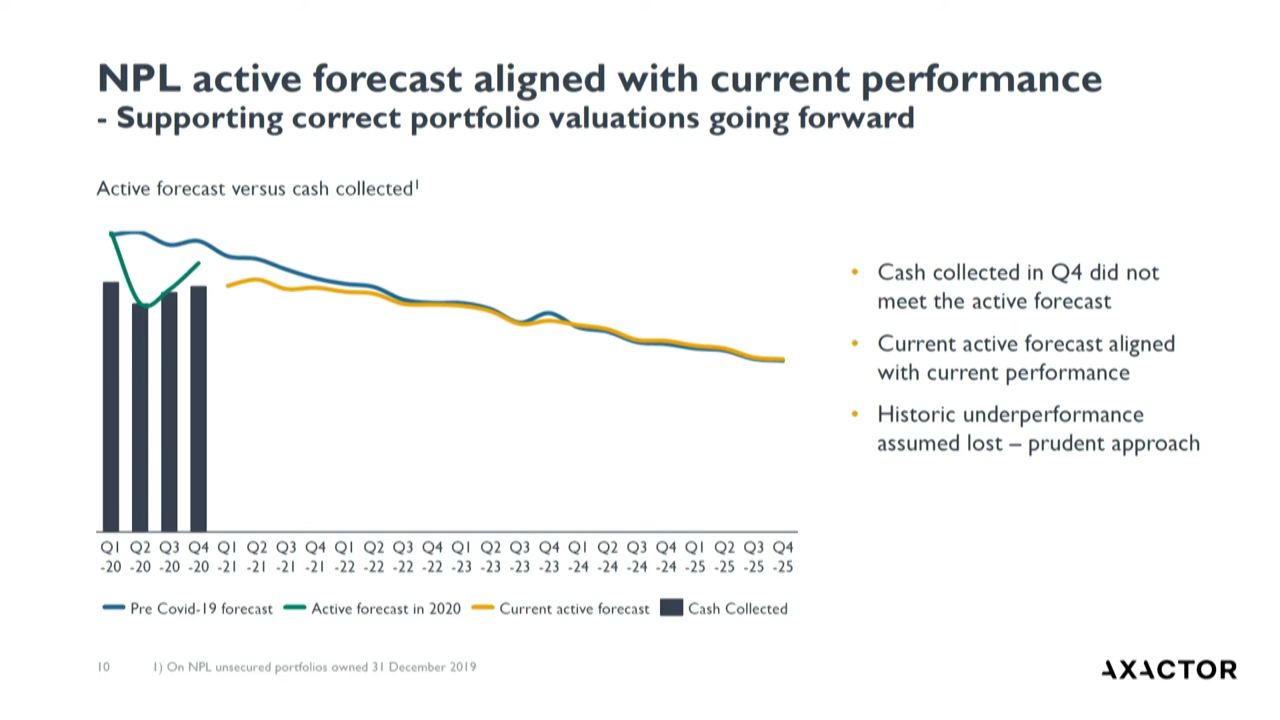 NPL active forecast aligned with current performance
- Supporting correct portfolio valuations going forward
Active forecast versus cash collected¹
• Cash collected in Q4 did not
meet the active forecast
• Current active forecast aligned
with current performance
• Historic underperformance
assumed lost – prudent approach
Q1 Q2 Q3 Q4 Q1 Q2 Q3 Q4 Q1 Q2 Q3 Q4 Q1 Q2 Q3 Q4 Q1 Q2 Q3 Q4 Q1 Q2 Q3 Q4
-20 -20 -20 -20 -21 -21 -21 -21 -22 -22 -22 -22 -23 -23 -23 -23 -24 -24 -24 -24 -25 -25 -25 -25
Pre Covid-19 forecast Active forecast in 2020 Current active forecast Cash Collected
10 1) On NPL unsecured portfolios owned 31 December 2019
AXACTOR